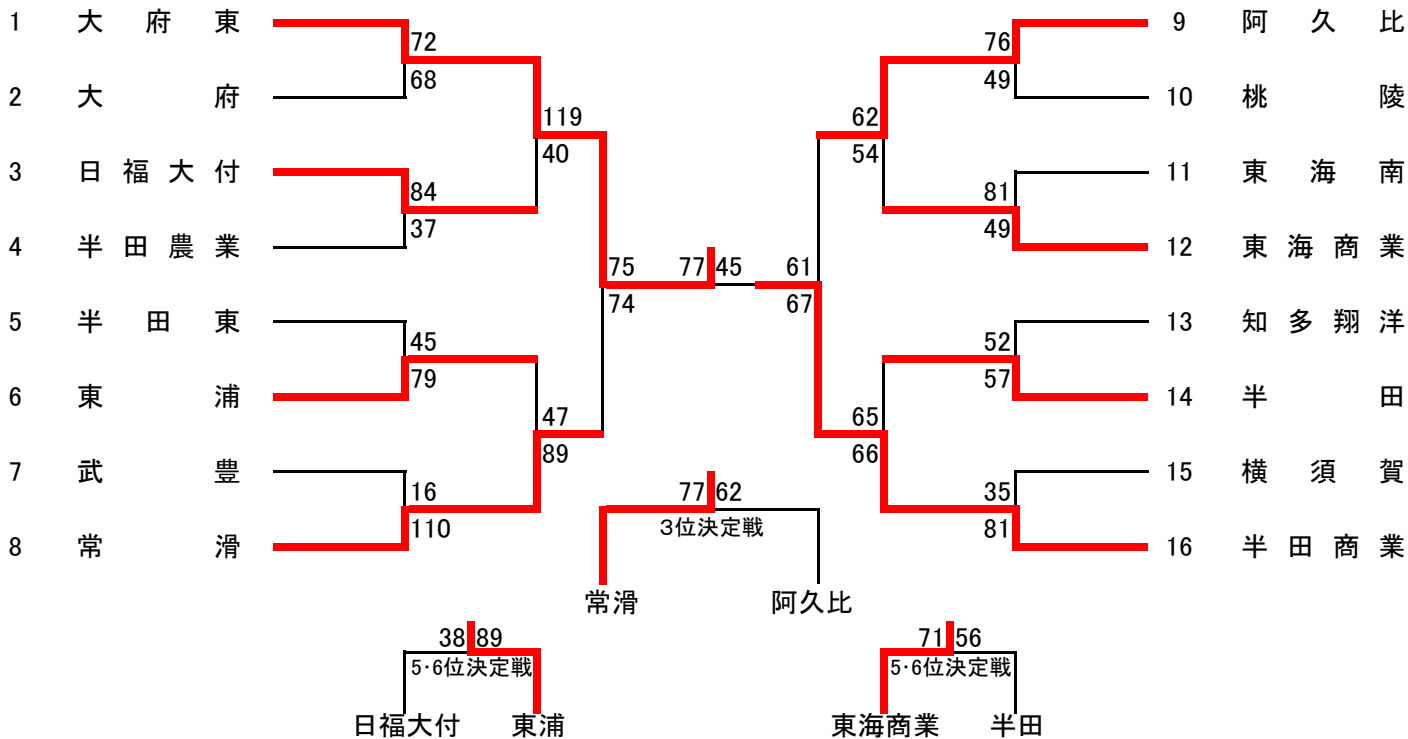 1 大府東 72 76 9 阿久比
2 大府 68 49 10 桃陵
119 62
40 54
3 日福大付 84 81 11 東海南
4 半田農業 37 49 12 東海商業
75 77 45 61
74 67
5 半田東 45 52 13 知多翔洋
6 東浦 79 57 14 半田
47 65
89 66
7 武豊 16 35 15 横須賀
8 常滑 110 81 16 半田商業
77 62
3位決定戦
常滑 阿久比
38 89 71 56
5・6位決定戦 5・6位決定戦
日福大付 東浦 東海商業 半田